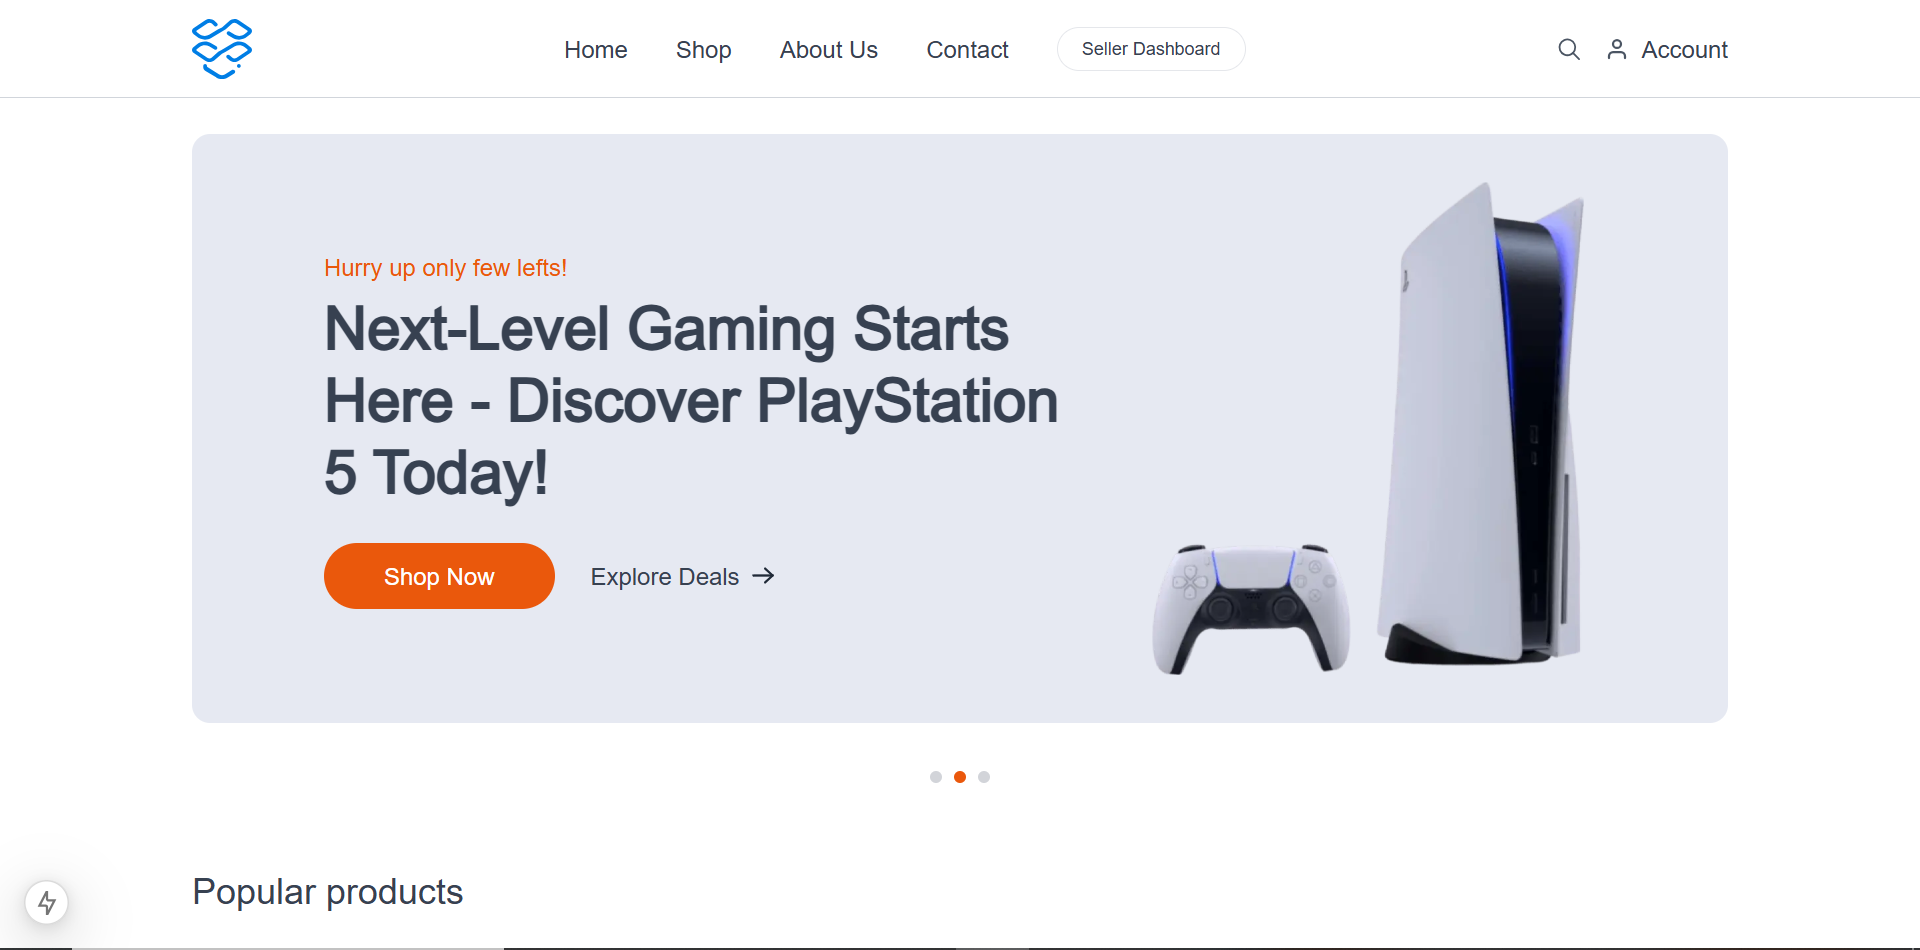 Home
Shop
About Us
Contact
Seller Dashboard
Account
Hurry up only few lefts!
Next-Level Gaming Starts
Here - Discover PlayStation
5 Today!
Shop Now
Explore Deals
Popular products